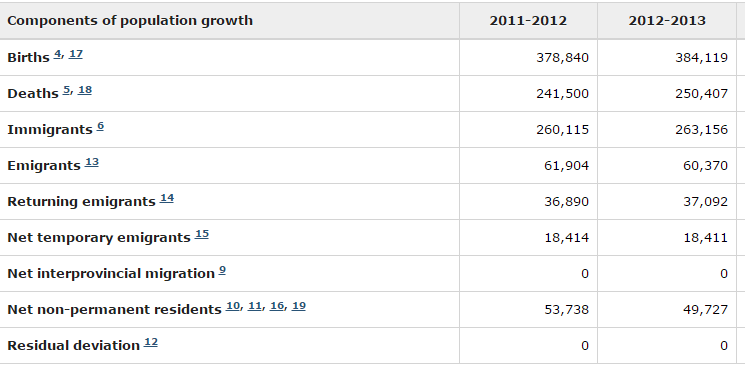 Components of population growth 2011-2012 2012-2013
Births 4, 17 378,840 384,119
Deaths 5, 18 241,500 250,407
Immigrants 6 260,115 263,156
Emigrants 13 61,904 60,370
Returning emigrants 14 36,890 37,092
Net temporary emigrants 15 18,414 18,411
Net interprovincial migration 9 0 0
Net non-permanent residents 10, 11, 16, 19 53,738 49,727
Residual deviation 12 0 0